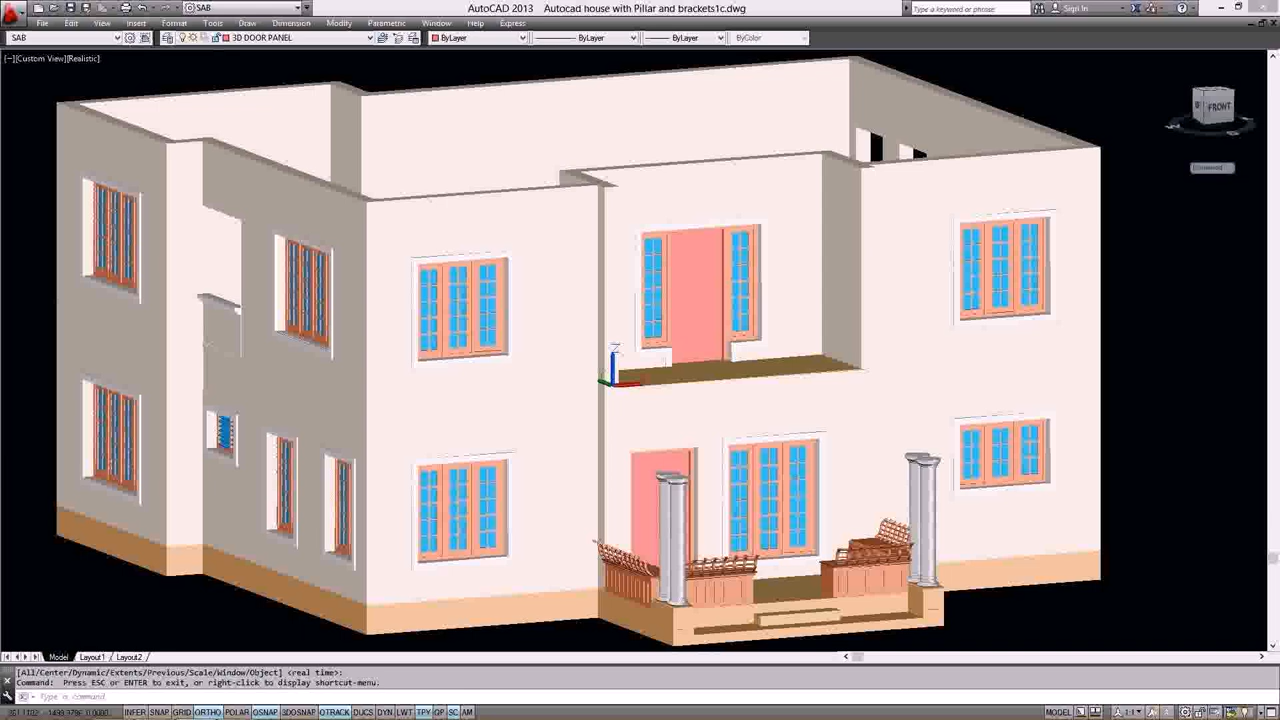 SAB
AutoCAD 2013 Autocad house with Pillar and brackets1c.dwg
Type a keyword or phrase
Sign In
File Edit View Insert Format Tools Draw Dimension Modify Parametric Window Help Express
SAB
3D DOOR PANEL
ByLayer
ByLayer
ByLayer
ByColor
[−][Custom View][Realistic]
FRONT
Model Layout1 Layout2
[All/Center/Dynamic/Extents/Previous/Scale/Window/Object] <real time>:
Command: Press ESC or ENTER to exit, or right-click to display shortcut-menu.
Type a command
INFER SNAP GRID ORTHO POLAR OSNAP 3DOSNAP OTRACK DUCS DYN LWT TPY QP SC AM
MODEL
1:1